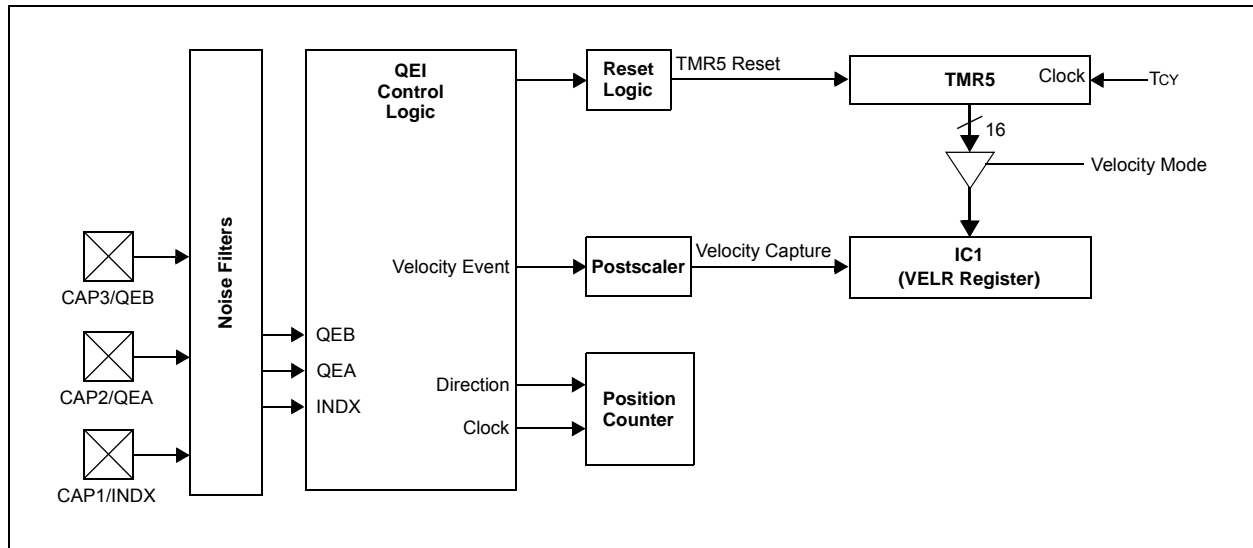 QEI
Control
Logic
Reset
Logic
TMR5 Reset
TMR5
Clock
TCY
16
Velocity Mode
Noise Filters
CAP3/QEB
CAP2/QEA
CAP1/INDX
Velocity Event
Postscaler
Velocity Capture
IC1
(VELR Register)
QEB
QEA
INDX
Direction
Clock
Position
Counter